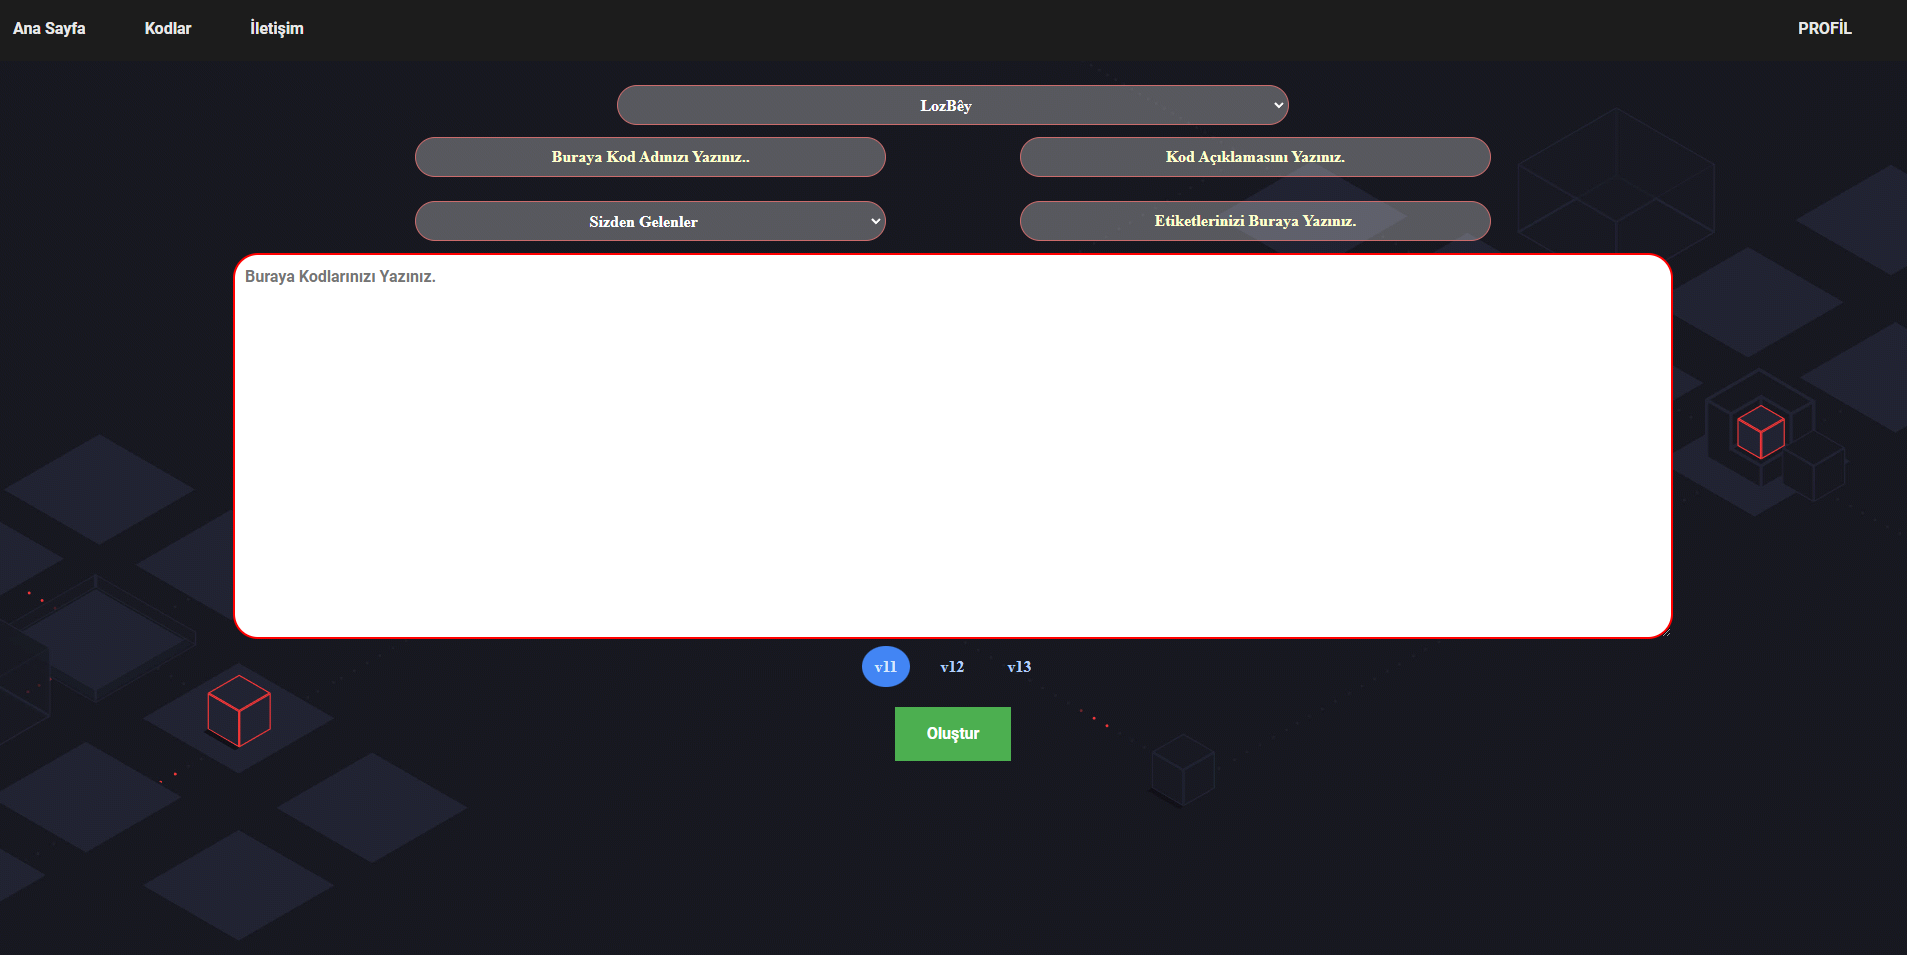 Ana Sayfa Kodlar İletişim PROFİL
LozBêy
Buraya Kod Adınızı Yazınız.. Kod Açıklamasını Yazınız.
Sizden Gelenler Etiketlerinizi Buraya Yazınız.
Buraya Kodlarınızı Yazınız.
v11 v12 v13
Oluştur